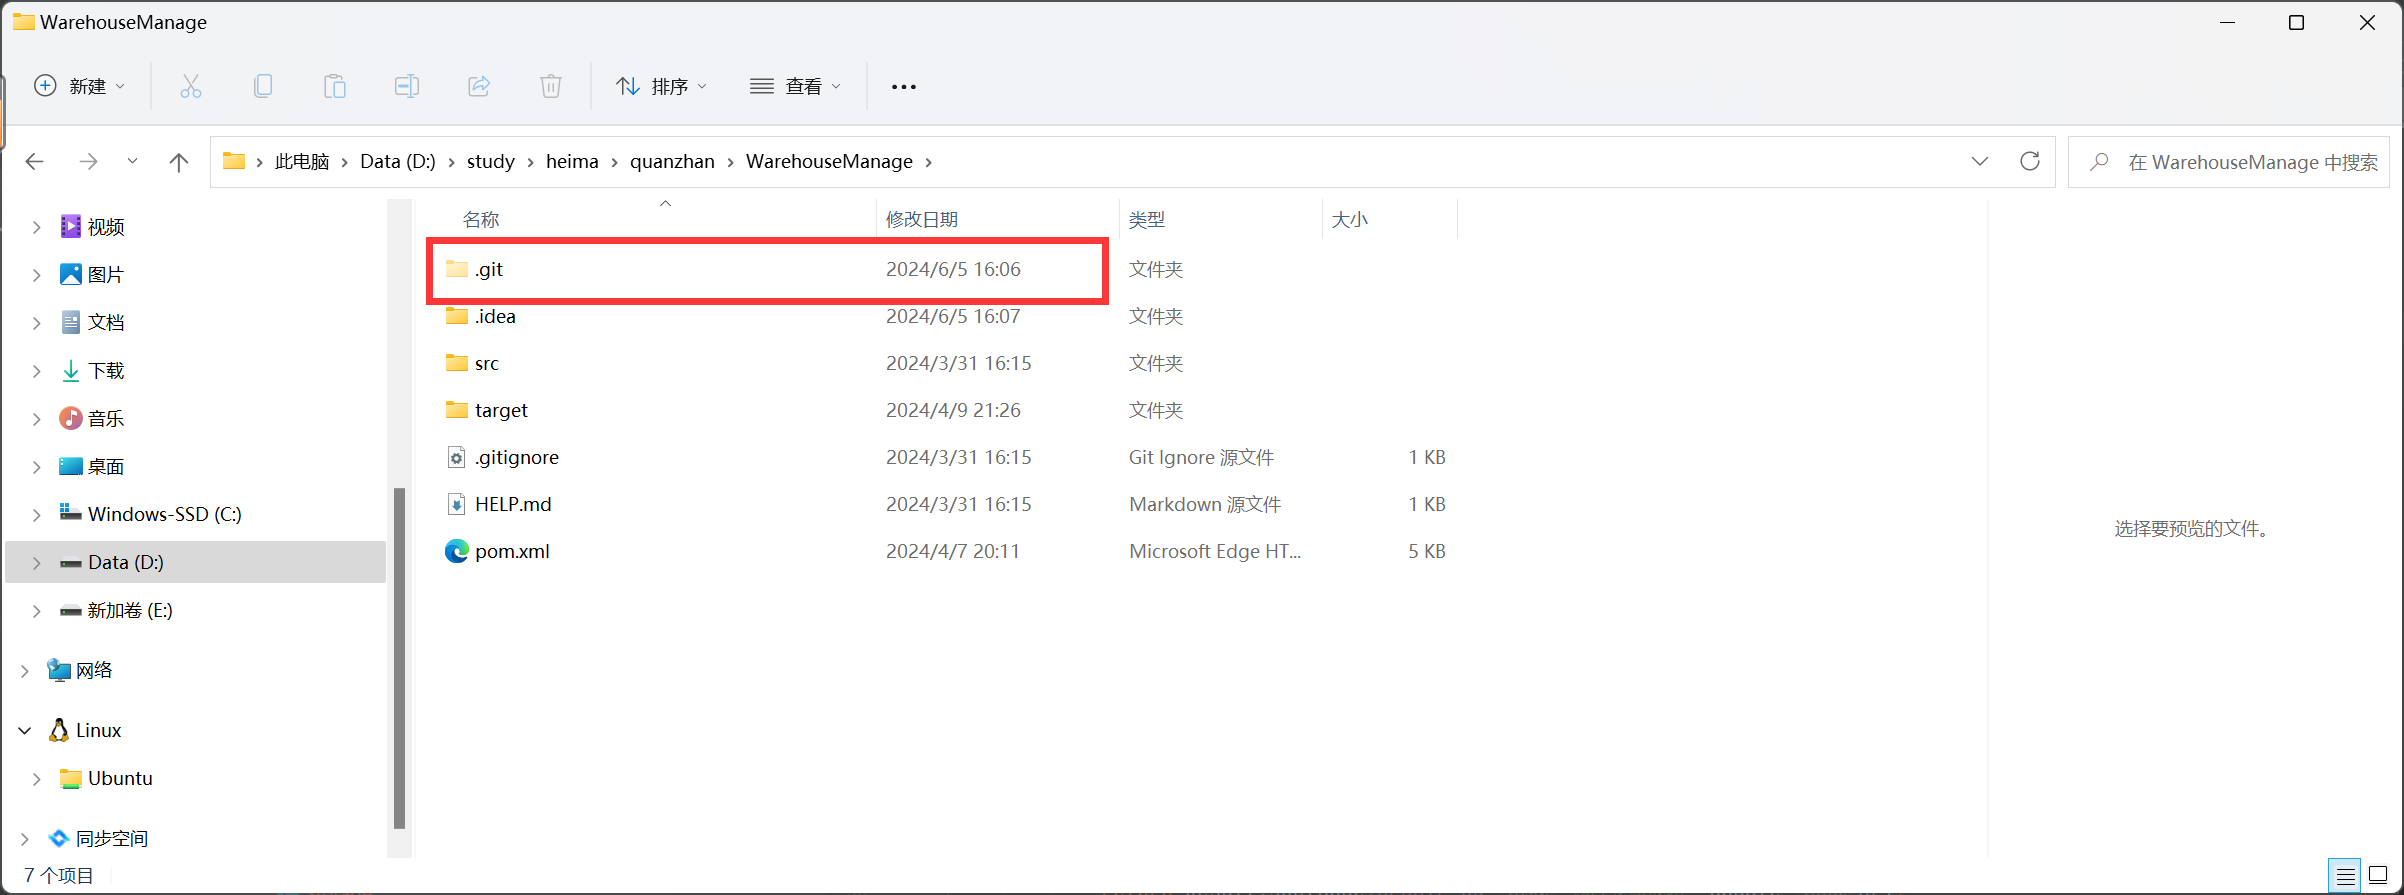 WarehouseManage
新建
排序
查看
此电脑 › Data (D:) › study › heima › quanzhan › WarehouseManage ›
在 WarehouseManage 中搜索
视频
图片
文档
下载
音乐
桌面
Windows-SSD (C:)
Data (D:)
新加卷 (E:)
网络
Linux
Ubuntu
同步空间
名称 修改日期 类型 大小
.git 2024/6/5 16:06 文件夹
.idea 2024/6/5 16:07 文件夹
src 2024/3/31 16:15 文件夹
target 2024/4/9 21:26 文件夹
.gitignore 2024/3/31 16:15 Git Ignore 源文件 1 KB
HELP.md 2024/3/31 16:15 Markdown 源文件 1 KB
pom.xml 2024/4/7 20:11 Microsoft Edge HT... 5 KB
选择要预览的文件。
7 个项目